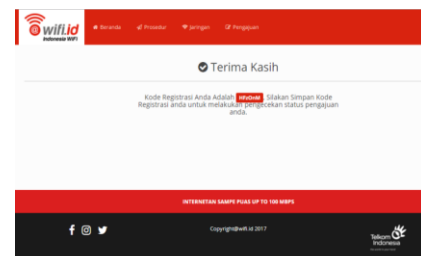 @wifi.id
Indonesia WiFi
Beranda
Prosedur
Jaringan
Pengajuan
Terima Kasih
Kode Registrasi Anda Adalah Silakan Simpan Kode
Registrasi anda untuk melakukan pengecekan status pengajuan
anda.
INTERNETAN SAMPE PUAS UP TO 100 MBPS
Copyright@wifi.id 2017
Telkom
Indonesia